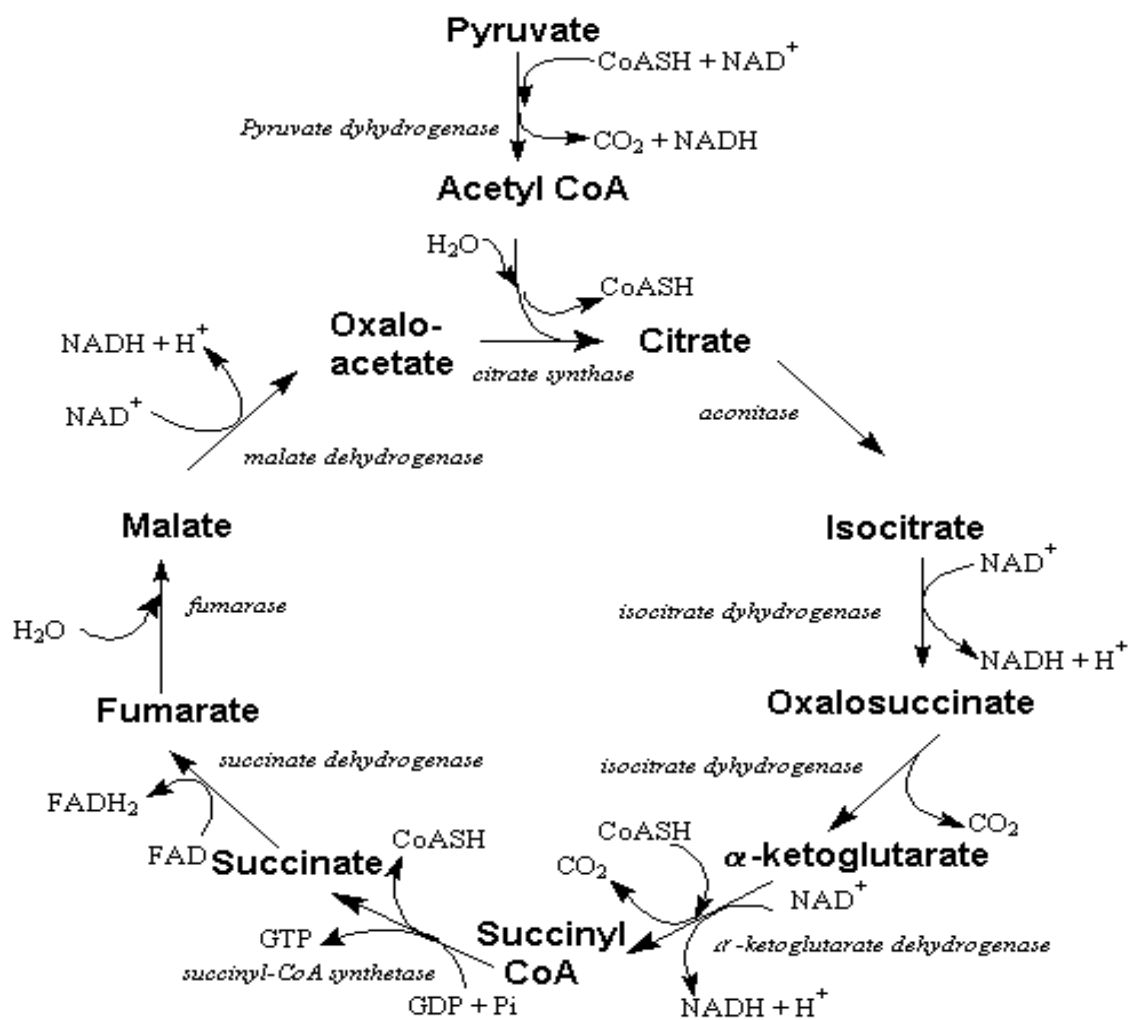 Pyruvate
CoASH + NAD⁺
Pyruvate dyhydrogenase
CO₂ + NADH
Acetyl CoA
H₂O
CoASH
Oxalo-
acetate
citrate synthase
Citrate
NADH + H⁺
NAD⁺
malate dehydrogenase
aconitase
Malate
Isocitrate
NAD⁺
fumarase
isocitrate dyhydrogenase
H₂O
NADH + H⁺
Fumarate
Oxalosuccinate
succinate dehydrogenase
isocitrate dyhydrogenase
FADH₂
FAD
CO₂
Succinate
CoASH
CoASH
CO₂
α-ketoglutarate
NAD⁺
GTP
Succinyl
CoA
α-ketoglutarate dehydrogenase
succinyl-CoA synthetase
GDP + Pi
NADH + H⁺